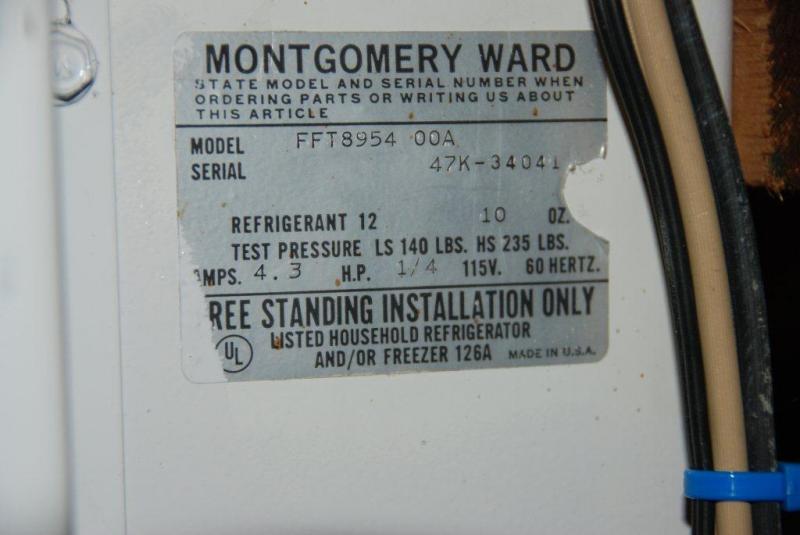 MONTGOMERY WARD
STATE MODEL AND SERIAL NUMBER WHEN
ORDERING PARTS OR WRITING US ABOUT
THIS ARTICLE
MODEL FFT8954 00A
SERIAL 47K-34041
REFRIGERANT 12 10 OZ.
TEST PRESSURE LS 140 LBS. HS 235 LBS.
AMPS. 4.3 H.P. 1/4 115V. 60 HERTZ.
REE STANDING INSTALLATION ONLY
UL LISTED HOUSEHOLD REFRIGERATOR
AND/OR FREEZER 126A MADE IN U.S.A.